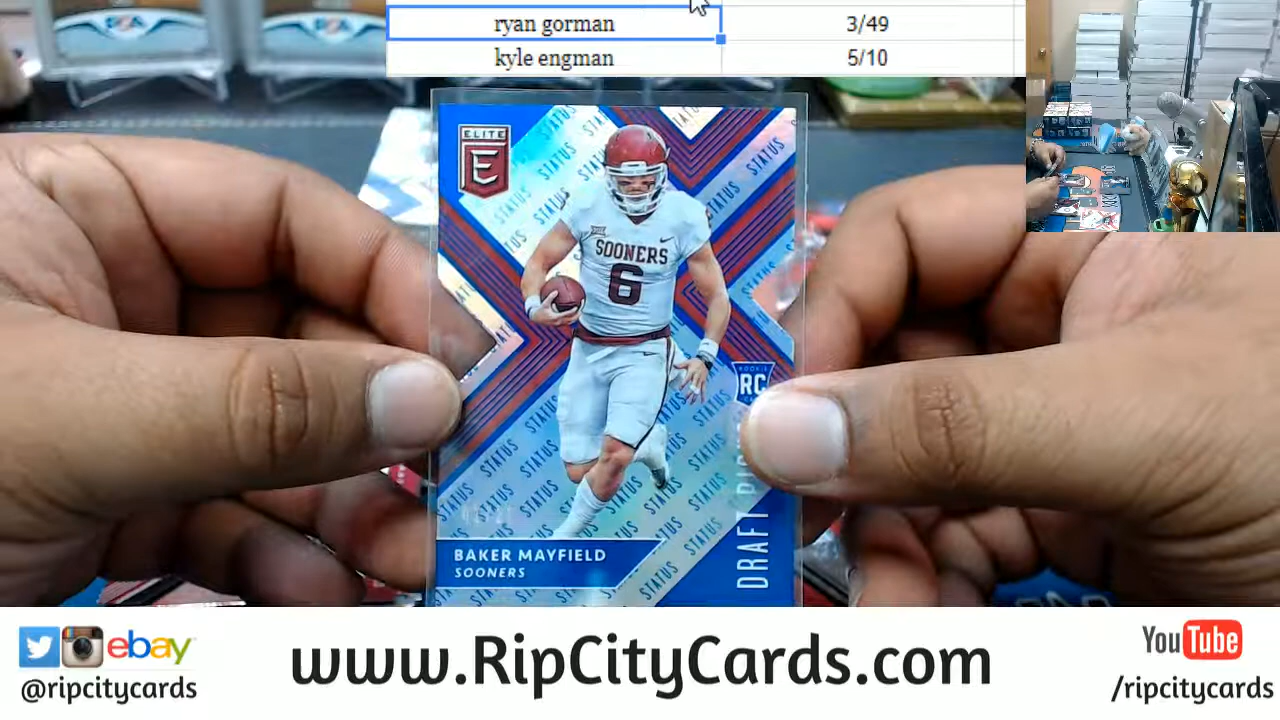 ryan gorman 3/49
kyle engman 5/10
ELITE
E
STATUS
SOONERS
6
ROOKIE
RC
DRAFT
BAKER MAYFIELD
SOONERS
ebay
@ripcitycards
www.RipCityCards.com
YouTube
/ripcitycards